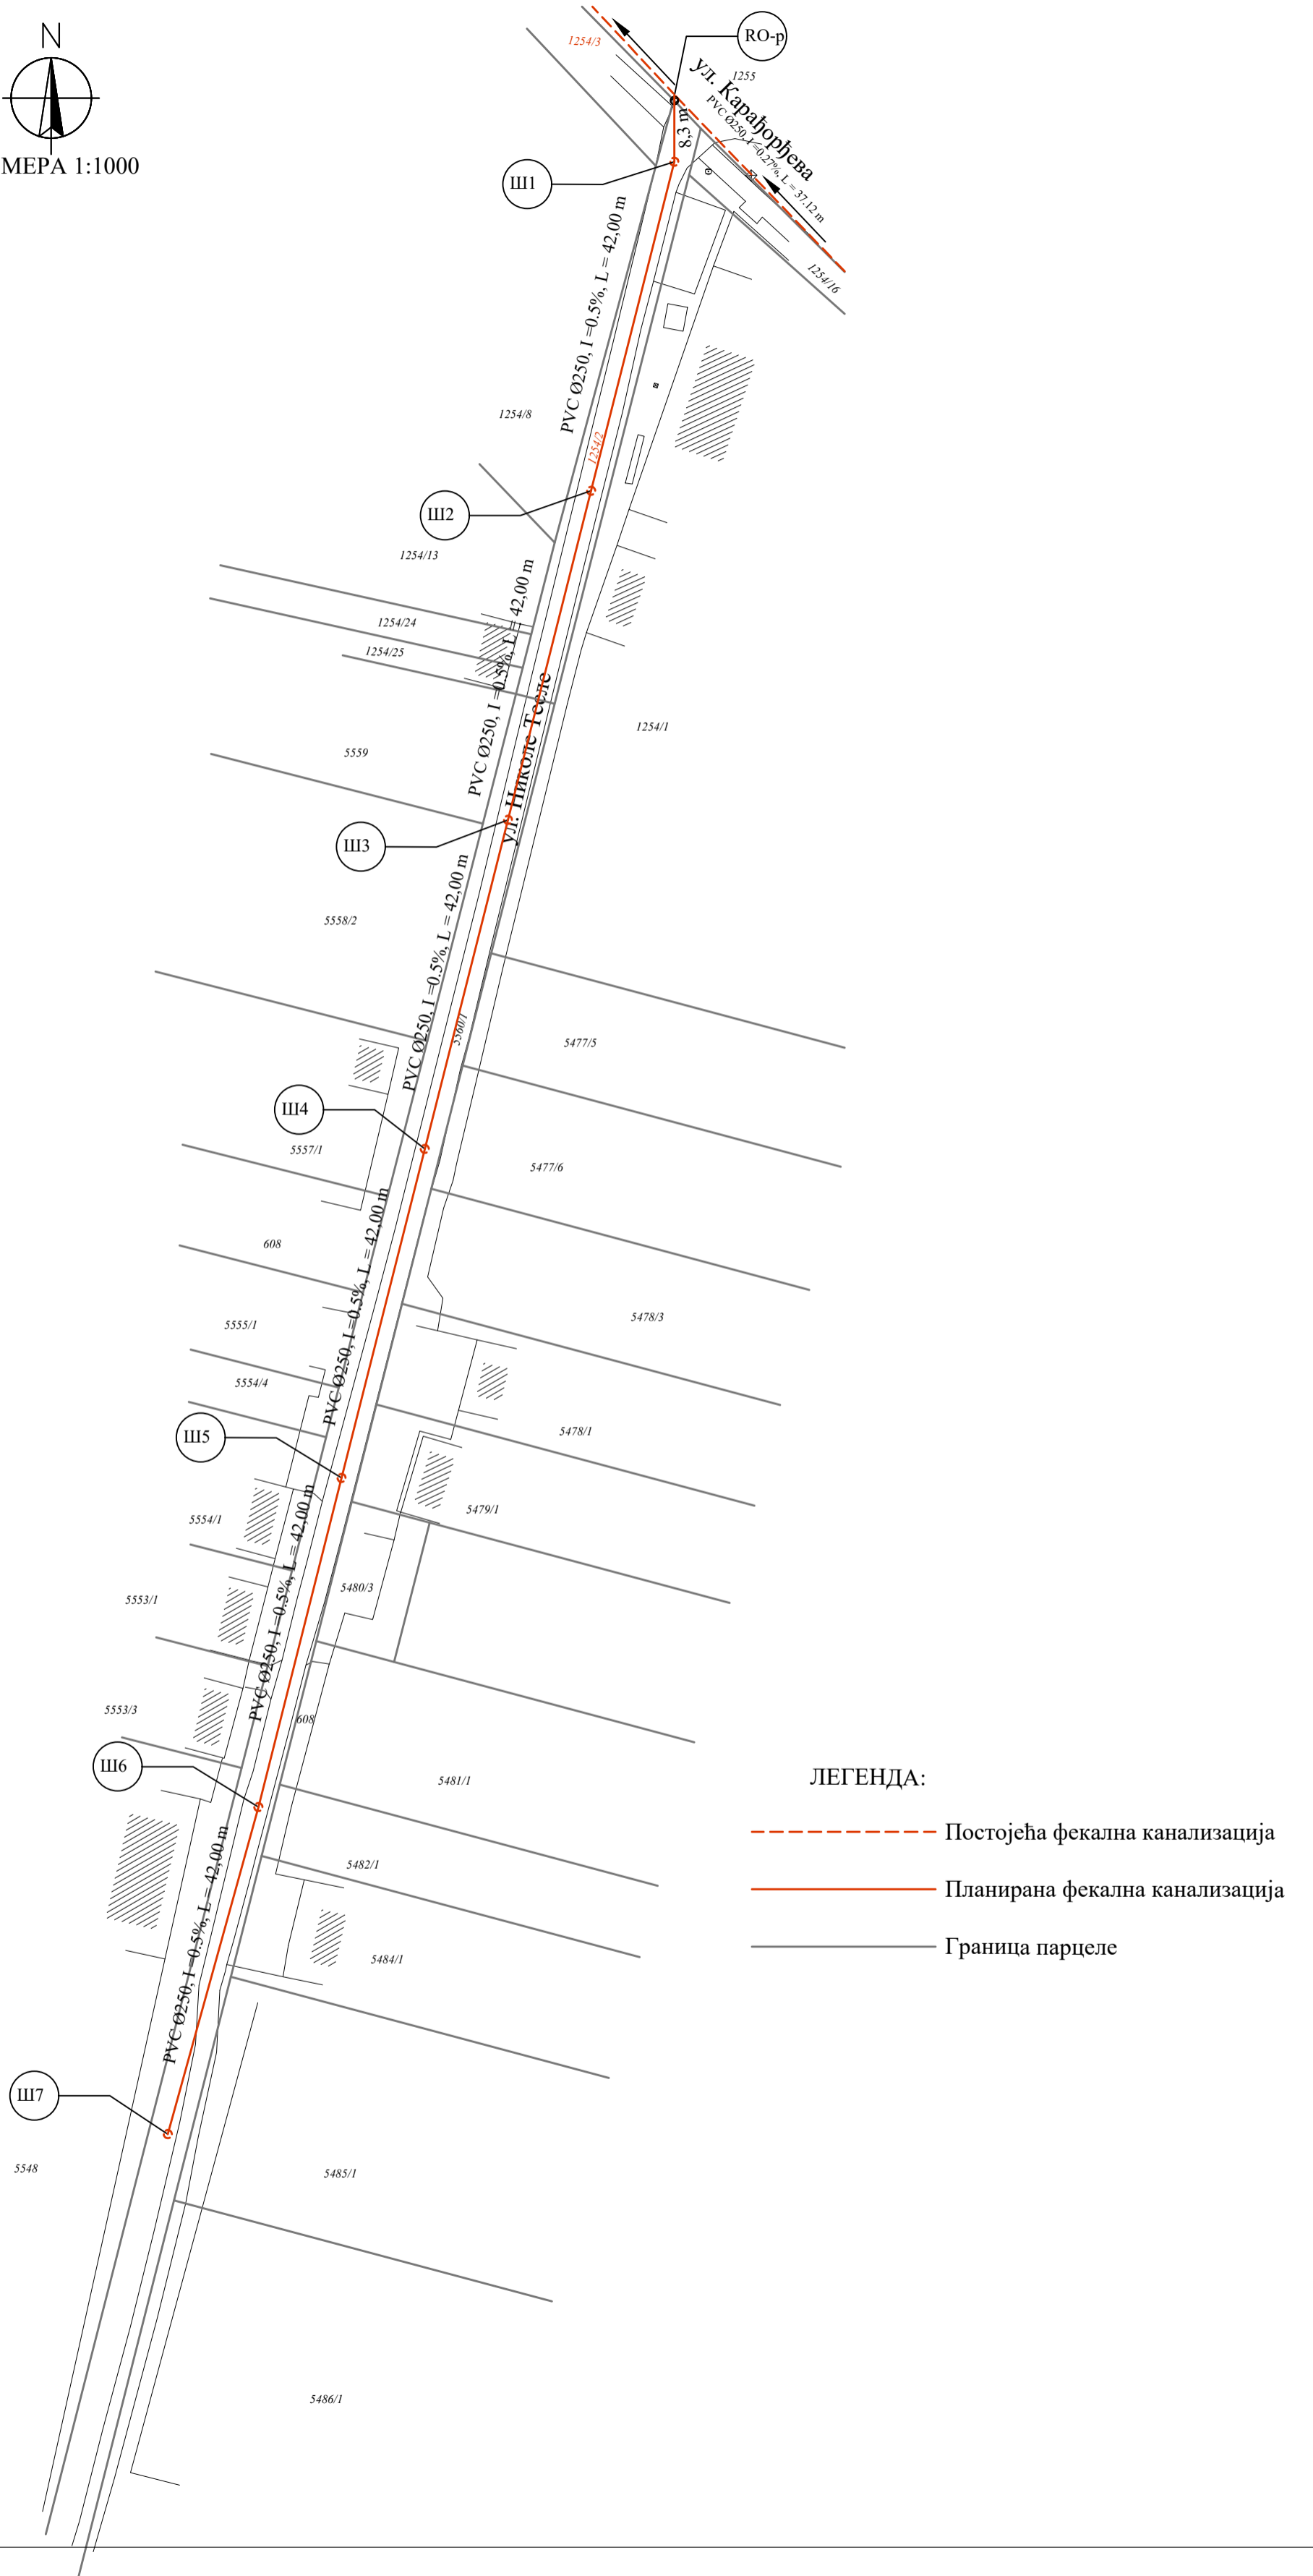 N
МЕРА 1:1000
RO-p
1254/3
1255
ул. Карађорђева
PVC Ø250, I=0.27%, L = 37.12 m
8,3 m
Ш1
1254/16
PVC Ø250, I =0.5%, L = 42,00 m
1254/8
1254/2
Ш2
1254/13
PVC Ø250, I =0.5%, L = 42,00 m
1254/24
1254/25
ул. Николе Тесле
1254/1
5559
Ш3
PVC Ø250, I =0.5%, L = 42,00 m
5558/2
5560/1
5477/5
Ш4
5557/1
5477/6
PVC Ø250, I =0.5%, L = 42,00 m
608
5478/3
5555/1
5554/4
Ш5
5478/1
PVC Ø250, I =0.5%, L = 42,00 m
5479/1
5554/1
5480/3
5553/1
5553/3
608
Ш6
5481/1
ЛЕГЕНДА:
Постојећа фекална канализација
Планирана фекална канализација
Граница парцеле
PVC Ø250, I =0.5%, L = 42,00 m
5482/1
5484/1
Ш7
5548
5485/1
5486/1